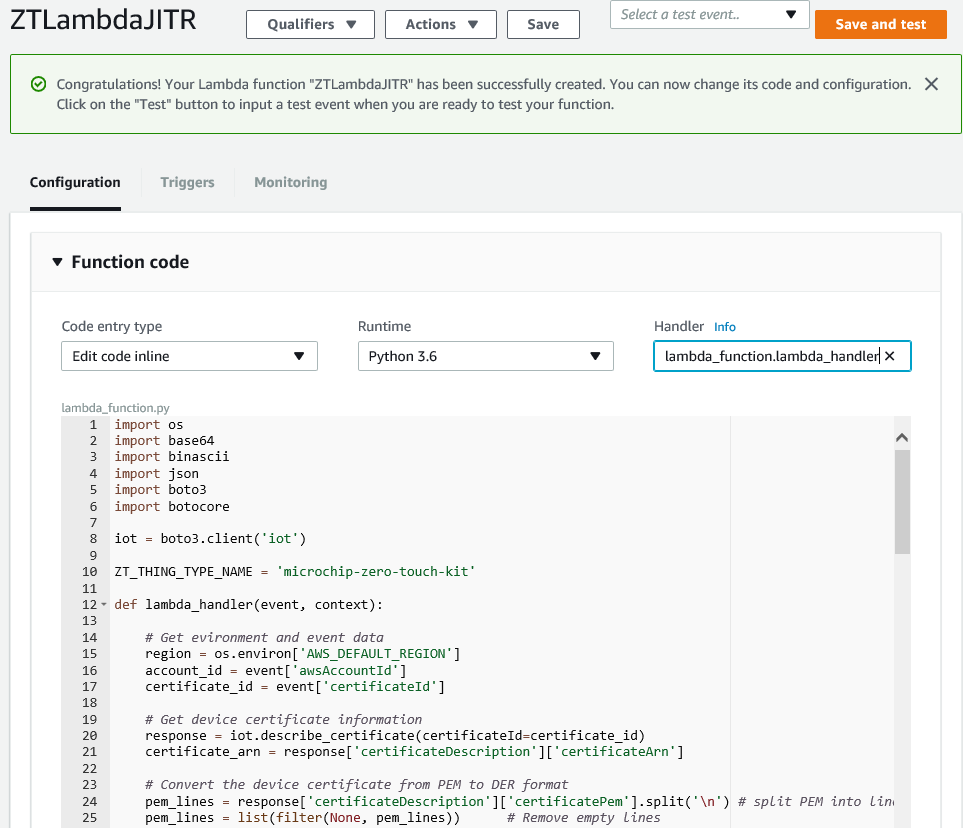 ZTLambdaJITR
Qualifiers
Actions
Save
Select a test event..
Save and test
Congratulations! Your Lambda function "ZTLambdaJITR" has been successfully created. You can now change its code and configuration.
Click on the "Test" button to input a test event when you are ready to test your function.
Configuration
Triggers
Monitoring
Function code
Code entry type
Runtime
Handler Info
Edit code inline
Python 3.6
lambda_function.lambda_handler
lambda_function.py
1 import os
2 import base64
3 import binascii
4 import json
5 import boto3
6 import botocore
7
8 iot = boto3.client('iot')
9
10 ZT_THING_TYPE_NAME = 'microchip-zero-touch-kit'
11
12 def lambda_handler(event, context):
13
14     # Get evironment and event data
15     region = os.environ['AWS_DEFAULT_REGION']
16     account_id = event['awsAccountId']
17     certificate_id = event['certificateId']
18
19     # Get device certificate information
20     response = iot.describe_certificate(certificateId=certificate_id)
21     certificate_arn = response['certificateDescription']['certificateArn']
22
23     # Convert the device certificate from PEM to DER format
24     pem_lines = response['certificateDescription']['certificatePem'].split('\n') # split PEM into
25     pem_lines = list(filter(None, pem_lines))      # Remove empty lines